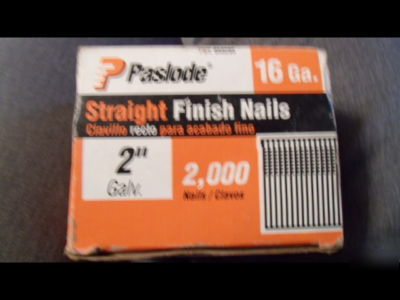 Paslode
16 Ga.
Straight Finish Nails
Clavillo recto para acabado fino
2"
Galv.
2,000
Nails / Clavos